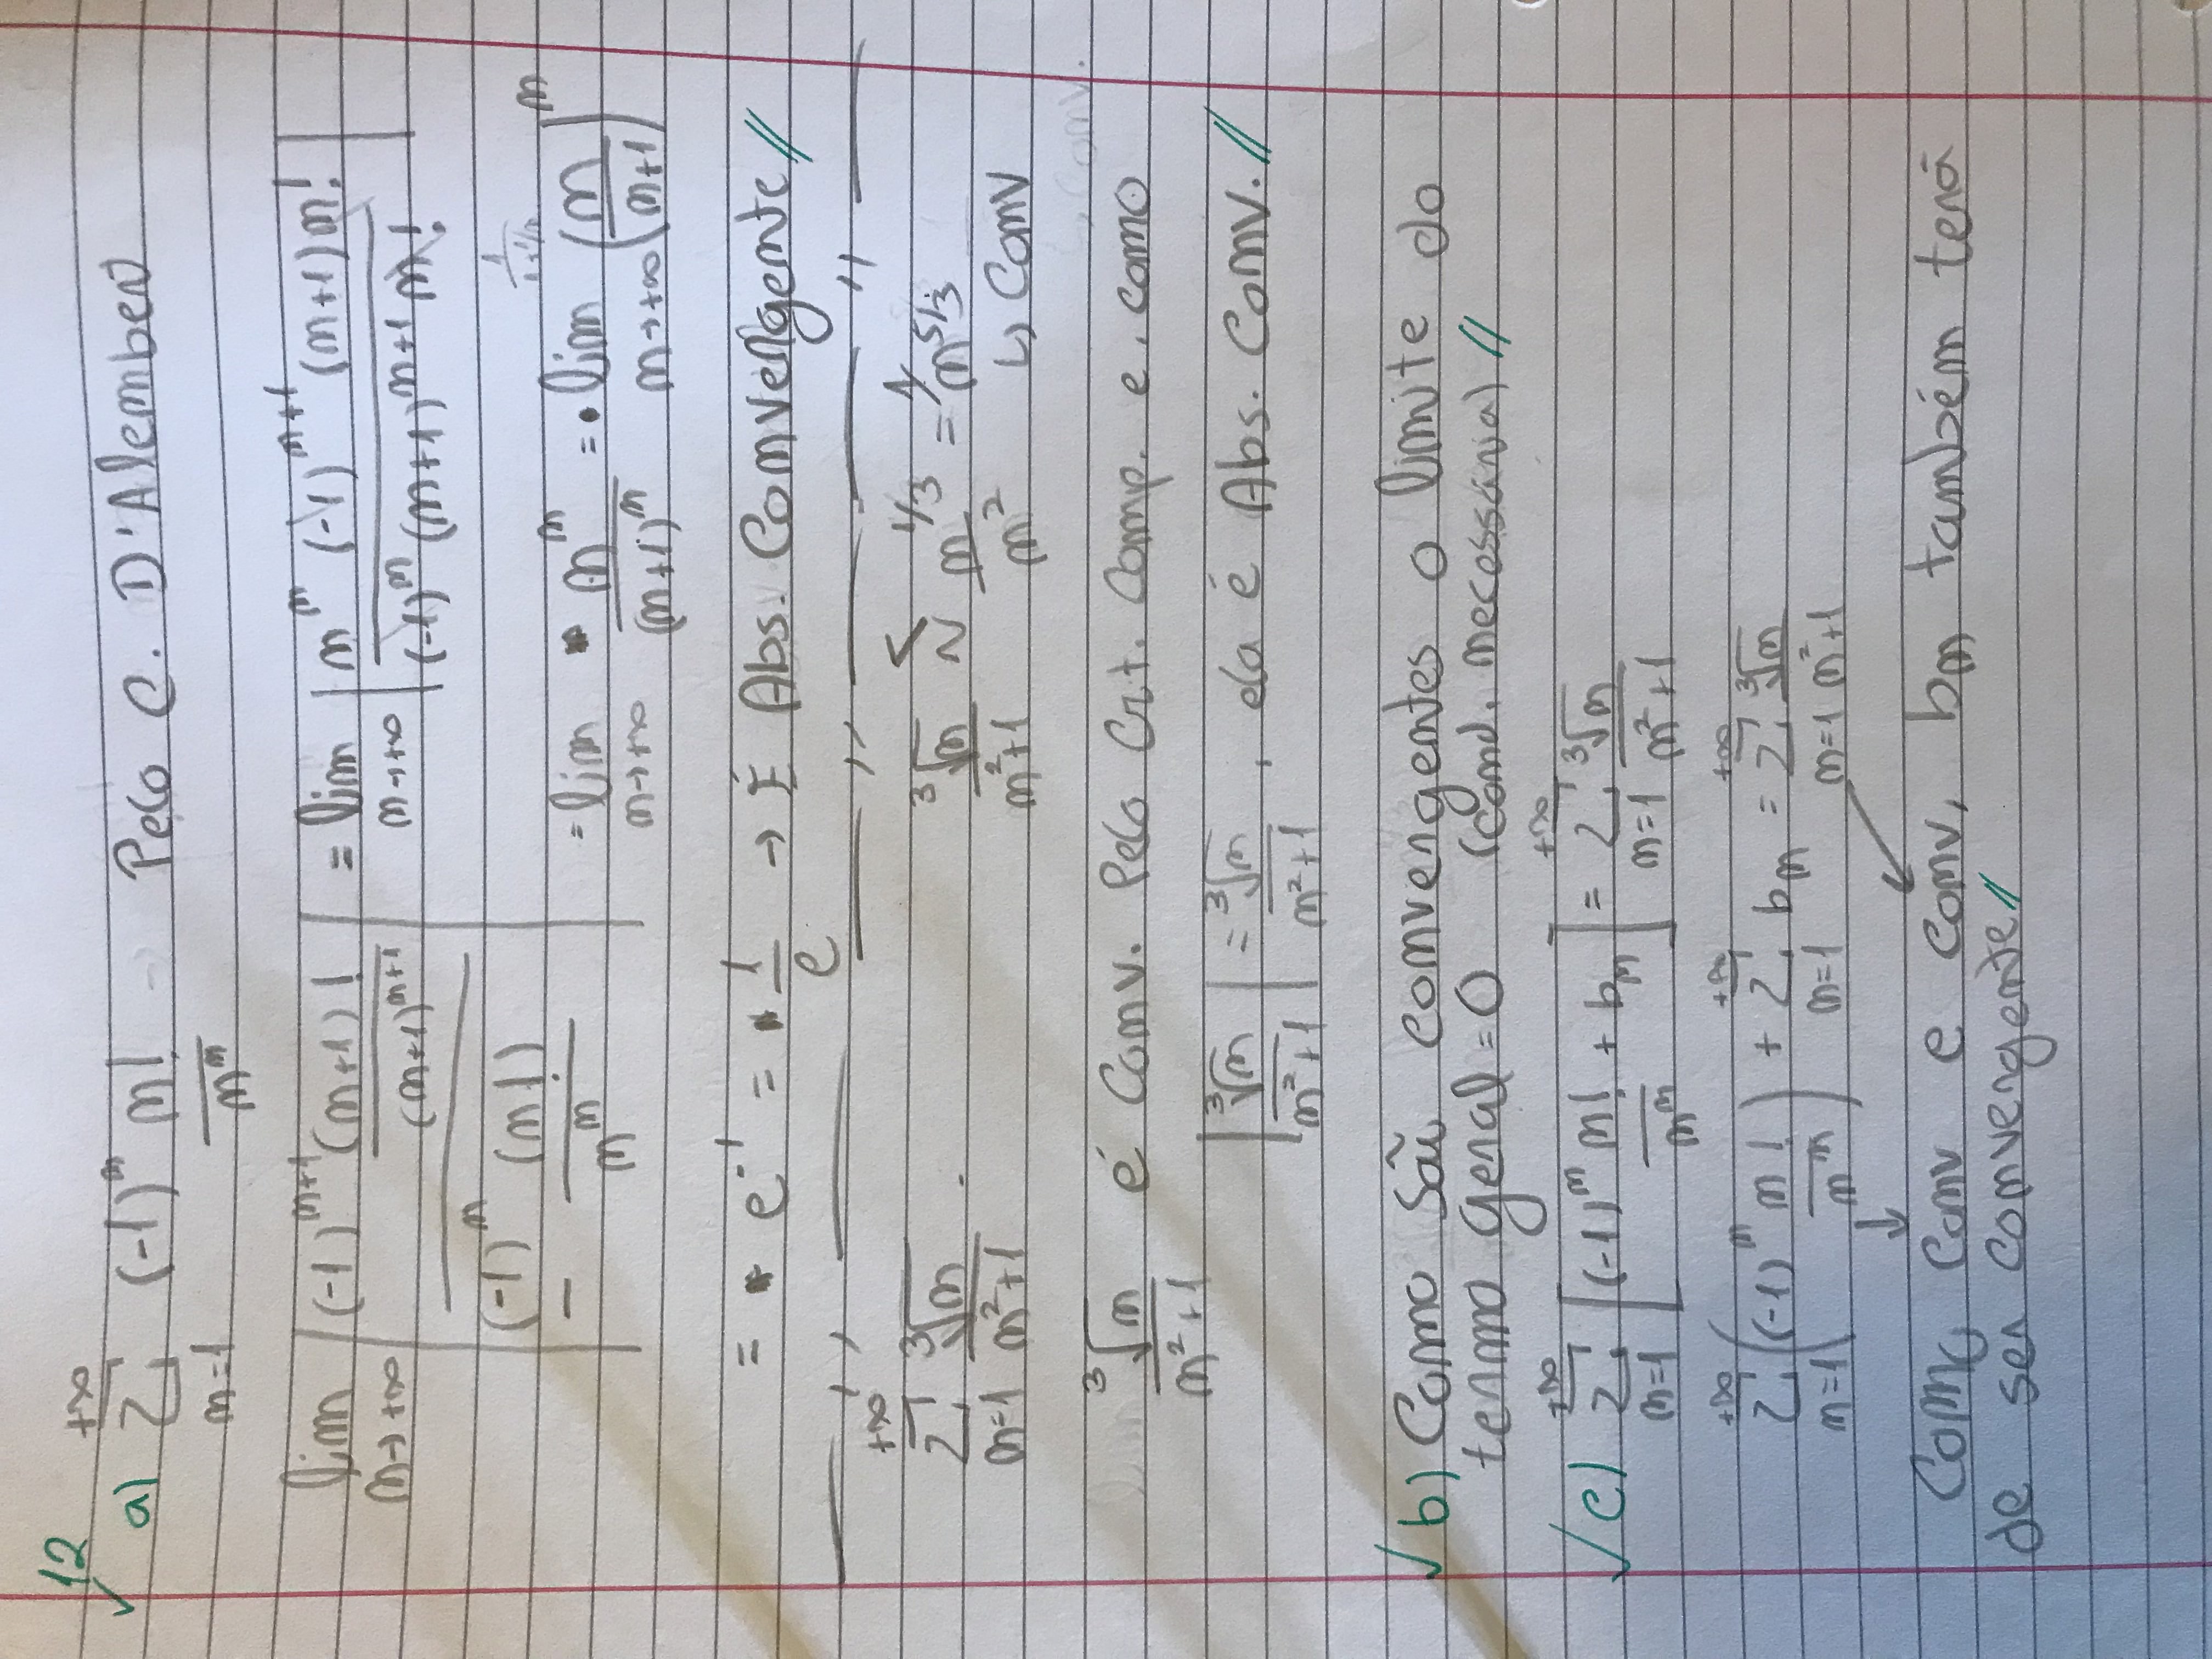 12
a) $\sum_{n=1}^{+\infty} (-1)^n \frac{n!}{n^n}$ → Pelo C. D'Alembert
$\lim_{n\to+\infty} \left| \frac{(-1)^{n+1} \frac{(n+1)!}{(n+1)^{n+1}}}{(-1)^n \frac{(n!)}{n^n}} \right| = \lim_{n\to+\infty} \left| \frac{n^n (-1)^{n+1} (n+1) n!}{(-1)^n (n+1)^{n+1} n!} \right|$
$= \lim_{n\to+\infty} \frac{n^n}{(n+1)^n} = \lim_{n\to+\infty} \left( \frac{n}{n+1} \right)^n$ $\frac{1}{1+1/n}$
$= e^{-1} = \frac{1}{e}$ → É Abs. Convergente //
$\sum_{n=1}^{+\infty} \frac{\sqrt[3]{n}}{n^2+1}$ . $\frac{\sqrt[3]{n}}{n^2+1}$ < ~ $\frac{n^{1/3}}{n^2} = 1/n^{5/3}$
↳ Conv
$\frac{\sqrt[3]{n}}{n^2+1}$ é Conv. Pelo Crt. Comp. e, como
$\left| \frac{\sqrt[3]{n}}{n^2+1} \right| = \frac{\sqrt[3]{n}}{n^2+1}$, ela é Abs. Conv. //
b) Como são convergentes o limite do
termo geral = 0 (cond. necessária) //
c) $\sum_{n=1}^{+\infty} \left[ (-1)^n \frac{n!}{n^n} + b_n \right] = \sum_{n=1}^{+\infty} \frac{\sqrt[3]{n}}{n^2+1}$
$\sum_{n=1}^{+\infty} \left( (-1)^n \frac{n!}{n^n} \right) + \sum_{n=1}^{+\infty} b_n = \sum_{n=1}^{+\infty} \frac{\sqrt[3]{n}}{n^2+1}$
↓ ↙
Como Conv e conv, $b_n$ também terá
de ser convergente //